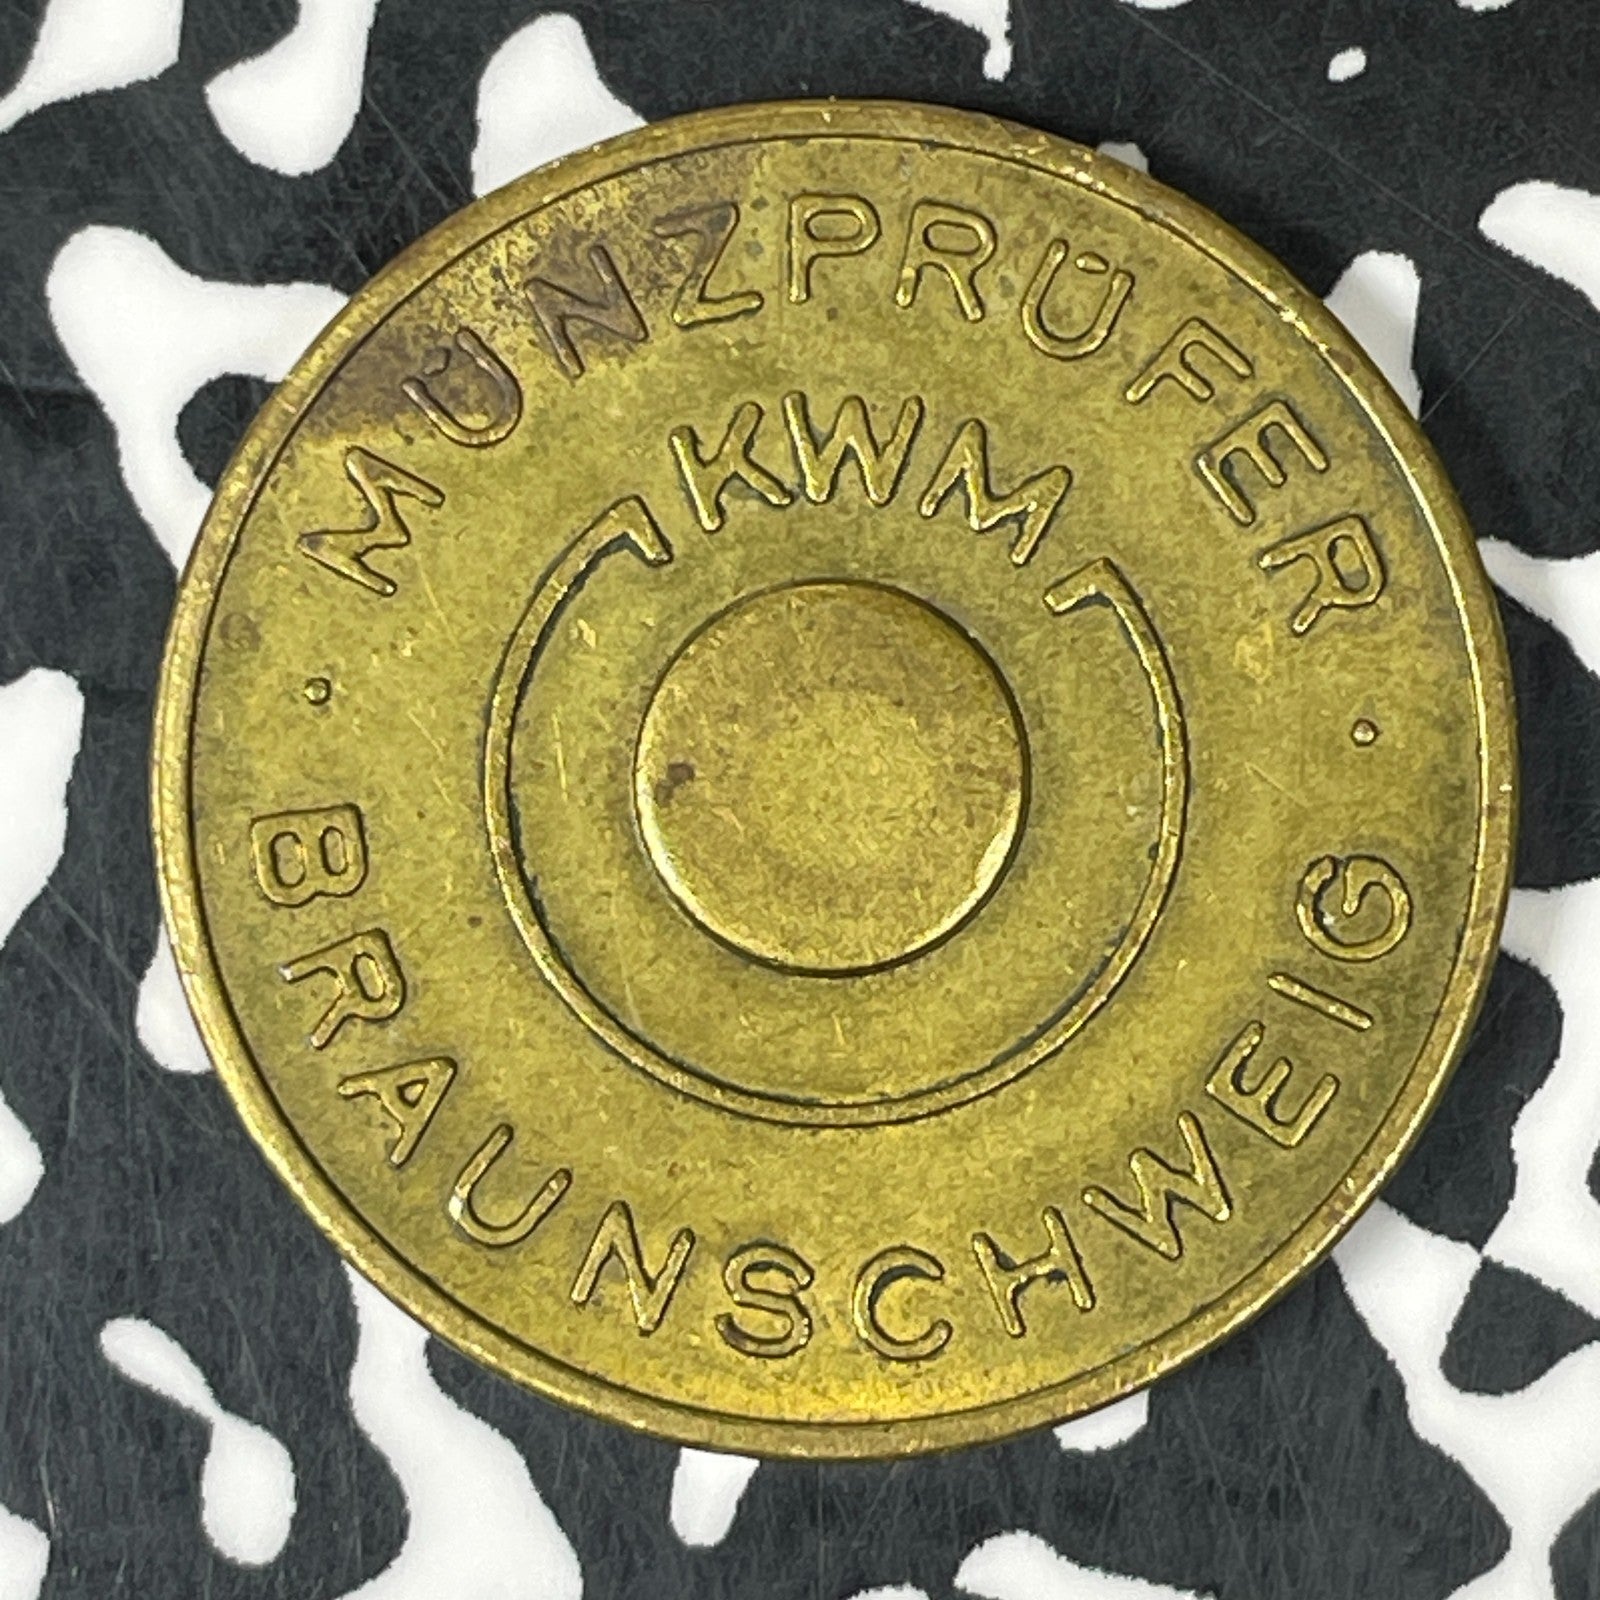 MÜNZPRÜFER
KWM
· BRAUNSCHWEIG ·